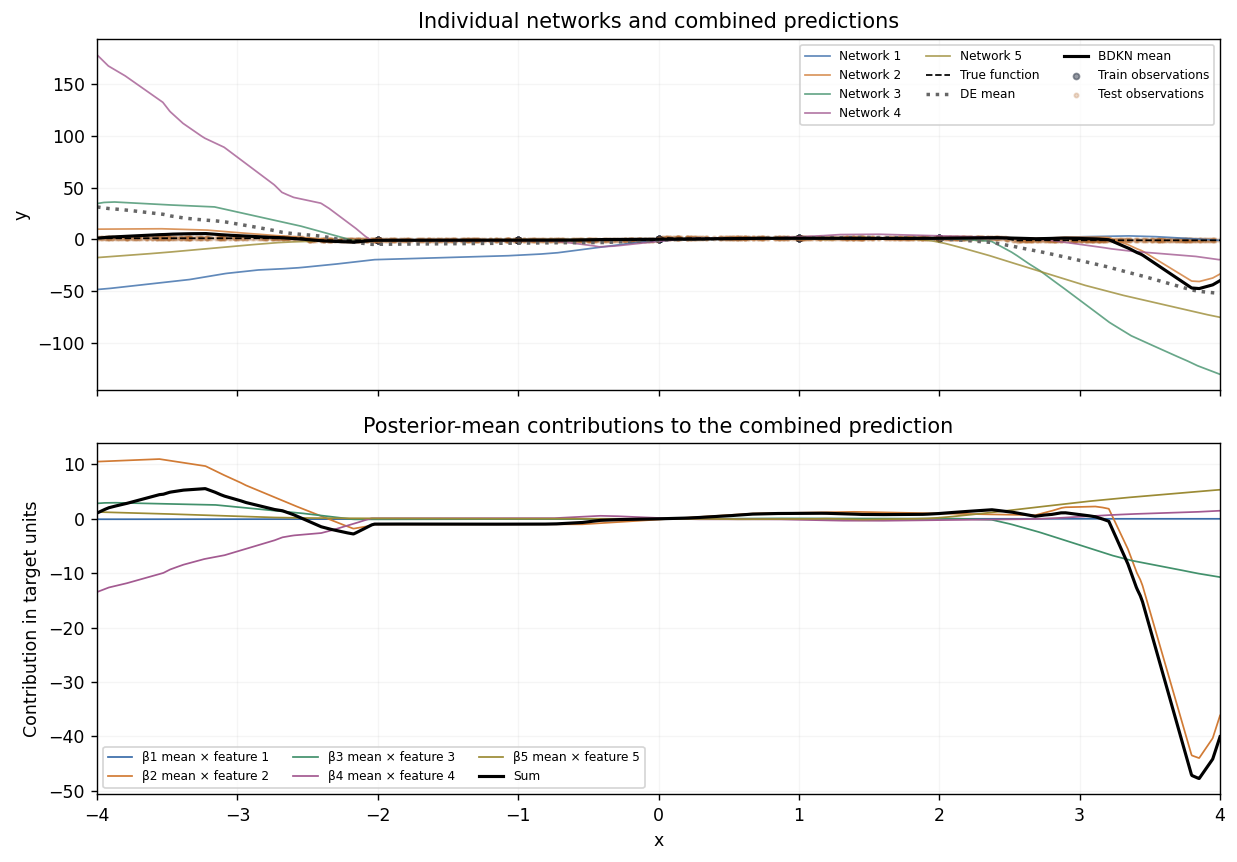 Individual networks and combined predictions
Network 1
Network 2
Network 3
Network 4
Network 5
True function
DE mean
BDKN mean
Train observations
Test observations
150
100
50
0
−50
−100
y
Posterior-mean contributions to the combined prediction
10
0
−10
−20
−30
−40
−50
Contribution in target units
β1 mean × feature 1
β2 mean × feature 2
β3 mean × feature 3
β4 mean × feature 4
β5 mean × feature 5
Sum
−4 −3 −2 −1 0 1 2 3 4
x